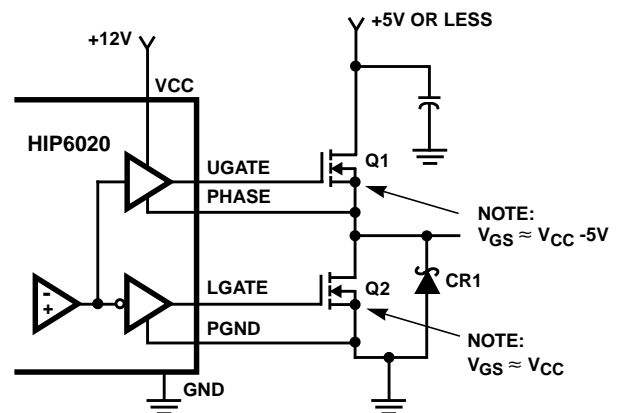 +5V OR LESS
+12V
VCC
HIP6020
UGATE
Q1
PHASE
NOTE:
VGS ≈ VCC -5V
-
+
LGATE
Q2
CR1
PGND
NOTE:
VGS ≈ VCC
GND